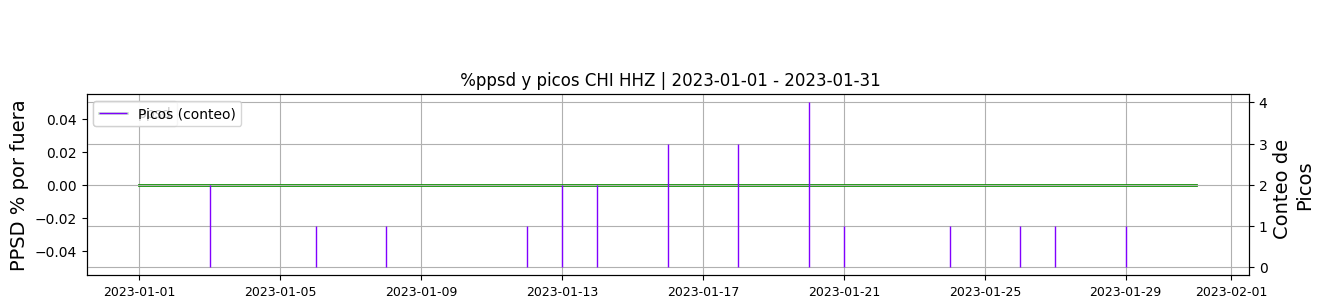 %ppsd y picos CHI HHZ | 2023-01-01 - 2023-01-31
PPSD % por fuera
0.04
0.02
0.00
−0.02
−0.04
Picos (conteo)
4
3
2
1
0
Conteo de
Picos
2023-01-01 2023-01-05 2023-01-09 2023-01-13 2023-01-17 2023-01-21 2023-01-25 2023-01-29 2023-02-01